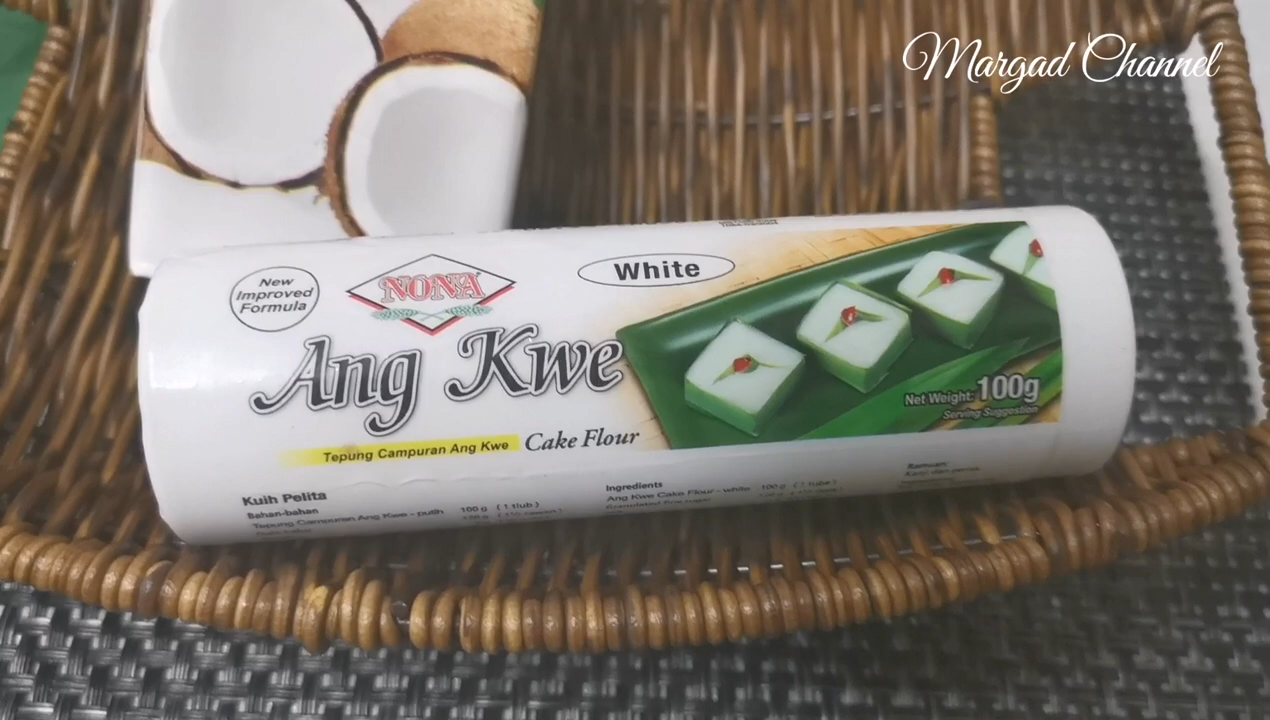 Margad Channel
New
Improved
Formula
NONA
White
Ang Kwe
Net Weight: 100g
Serving Suggestion
Tepung Campuran Ang Kwe Cake Flour
Kuih Pelita
Bahan-bahan
Tepung Campuran Ang Kwe - putih 100 g ( 1 tiub )
Ingredients
Ang Kwe Cake Flour - white 100 g ( 1 tube )
Ramuan: